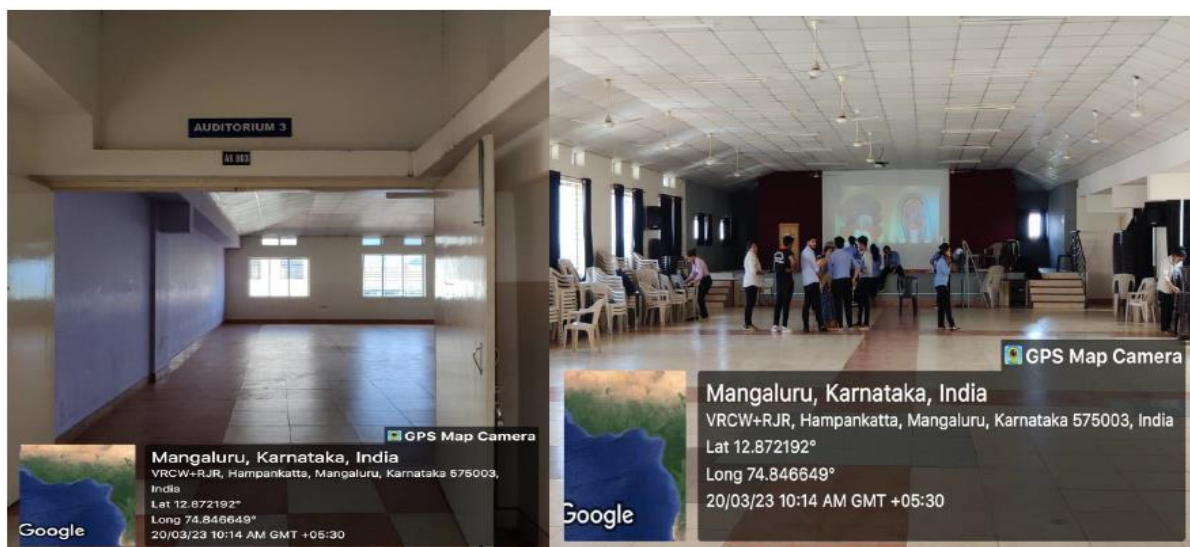 AUDITORIUM 3
GPS Map Camera
Mangaluru, Karnataka, India
VRCW+RJR, Hampankatta, Mangaluru, Karnataka 575003,
India
Lat 12.872192°
Long 74.846649°
20/03/23 10:14 AM GMT +05:30
Google
GPS Map Camera
Mangaluru, Karnataka, India
VRCW+RJR, Hampankatta, Mangaluru, Karnataka 575003, India
Lat 12.872192°
Long 74.846649°
20/03/23 10:14 AM GMT +05:30
Google